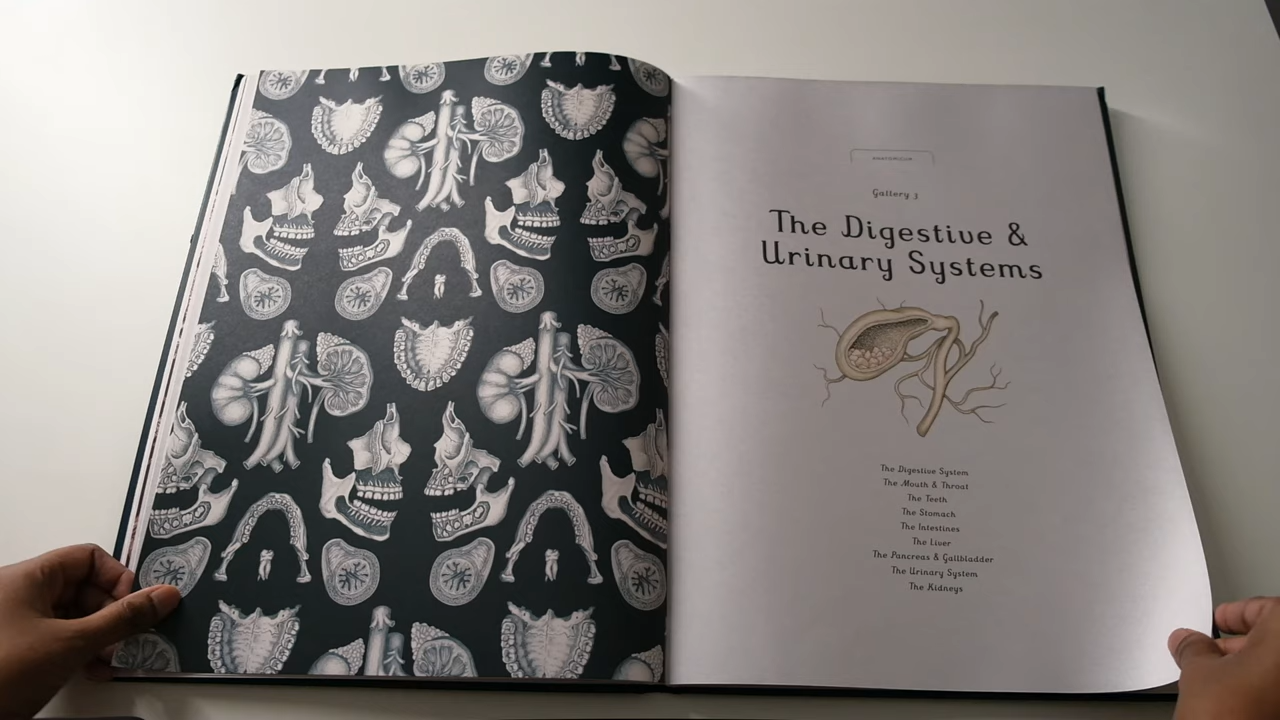 ANATOMICUM
Gallery 3
The Digestive &
Urinary Systems
The Digestive System
The Mouth & Throat
The Teeth
The Stomach
The Intestines
The Liver
The Pancreas & Gallbladder
The Urinary System
The Kidneys